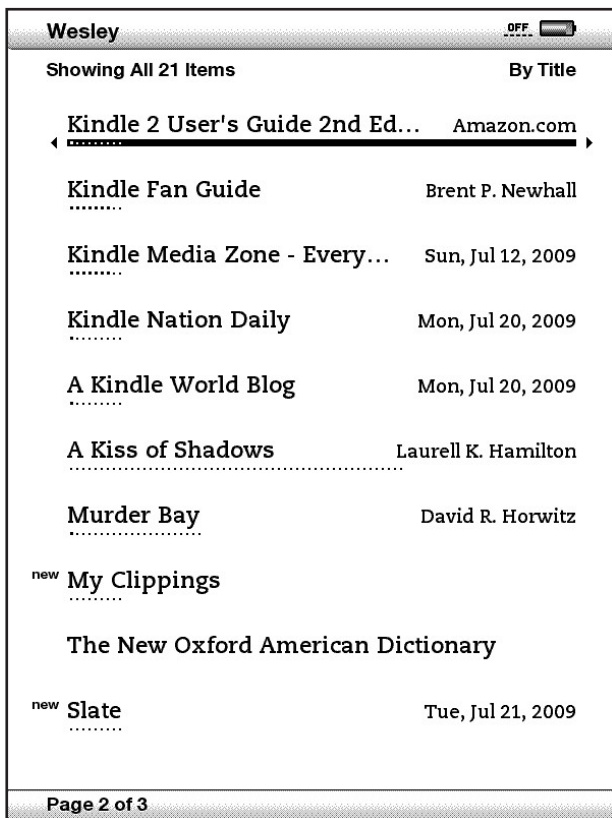 Wesley OFF
Showing All 21 Items By Title
Kindle 2 User's Guide 2nd Ed... Amazon.com
Kindle Fan Guide Brent P. Newhall
Kindle Media Zone - Every... Sun, Jul 12, 2009
Kindle Nation Daily Mon, Jul 20, 2009
A Kindle World Blog Mon, Jul 20, 2009
A Kiss of Shadows Laurell K. Hamilton
Murder Bay David R. Horwitz
new My Clippings
The New Oxford American Dictionary
new Slate Tue, Jul 21, 2009
Page 2 of 3